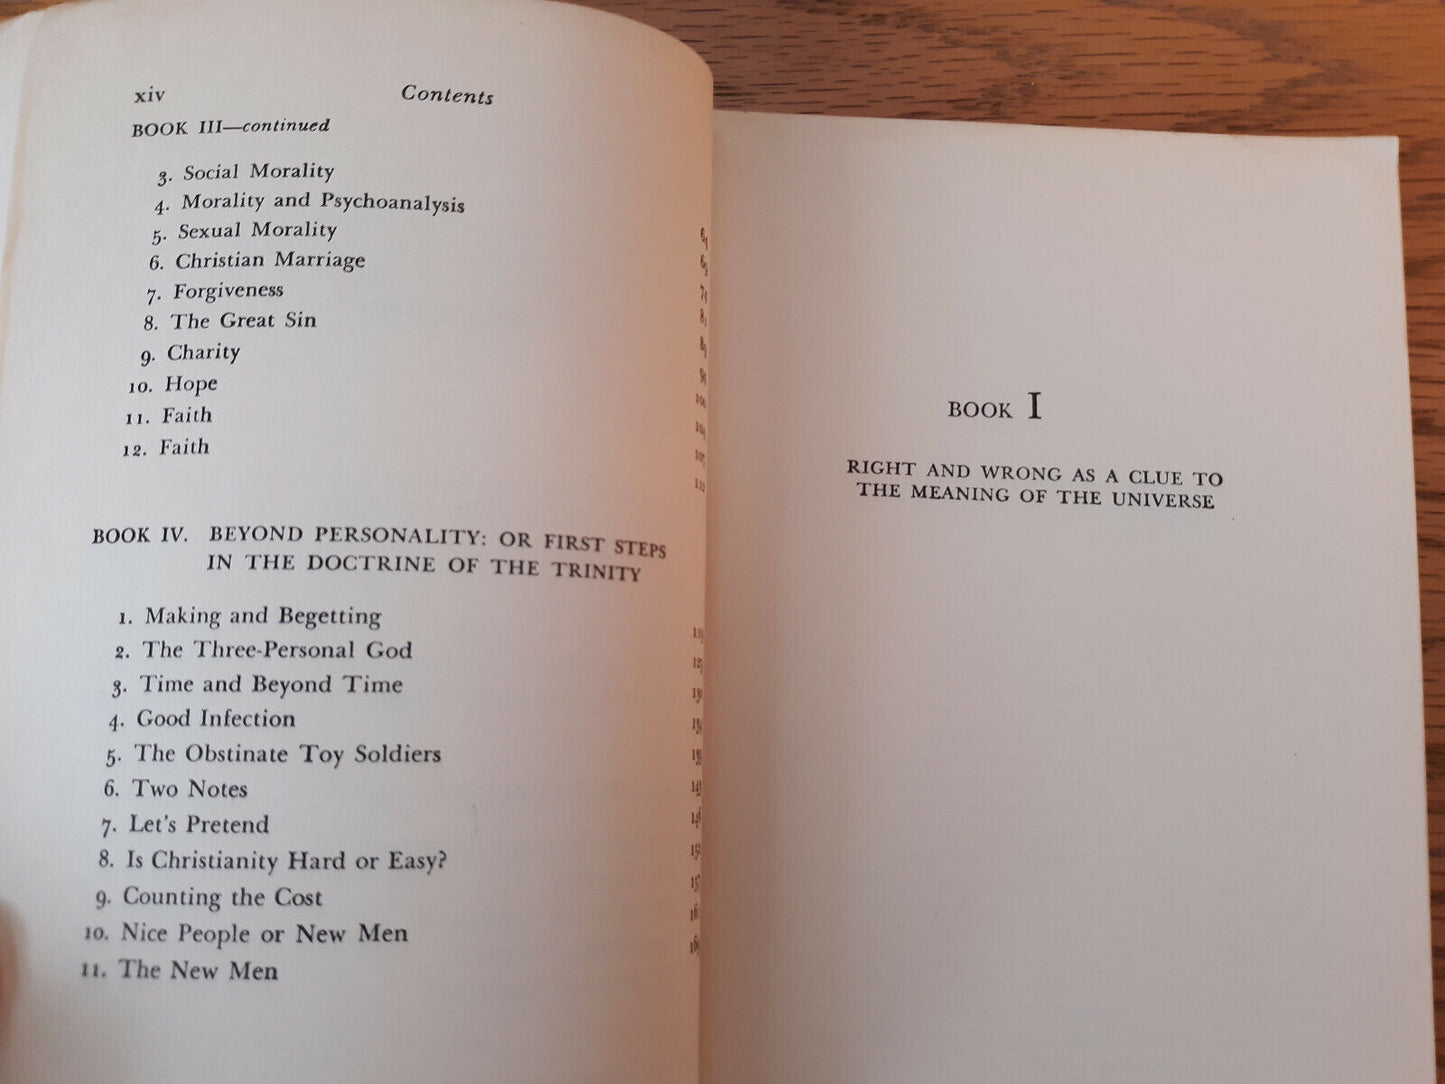 xiv Contents
BOOK III—continued
3. Social Morality
4. Morality and Psychoanalysis
5. Sexual Morality 74
6. Christian Marriage 81
7. Forgiveness
8. The Great Sin
9. Charity
10. Hope
11. Faith
12. Faith 112
BOOK IV. BEYOND PERSONALITY: OR FIRST STEPS
IN THE DOCTRINE OF THE TRINITY
1. Making and Begetting
2. The Three-Personal God 125
3. Time and Beyond Time
4. Good Infection
5. The Obstinate Toy Soldiers
6. Two Notes
7. Let's Pretend
8. Is Christianity Hard or Easy?
9. Counting the Cost
10. Nice People or New Men
11. The New Men
BOOK I
RIGHT AND WRONG AS A CLUE TO
THE MEANING OF THE UNIVERSE